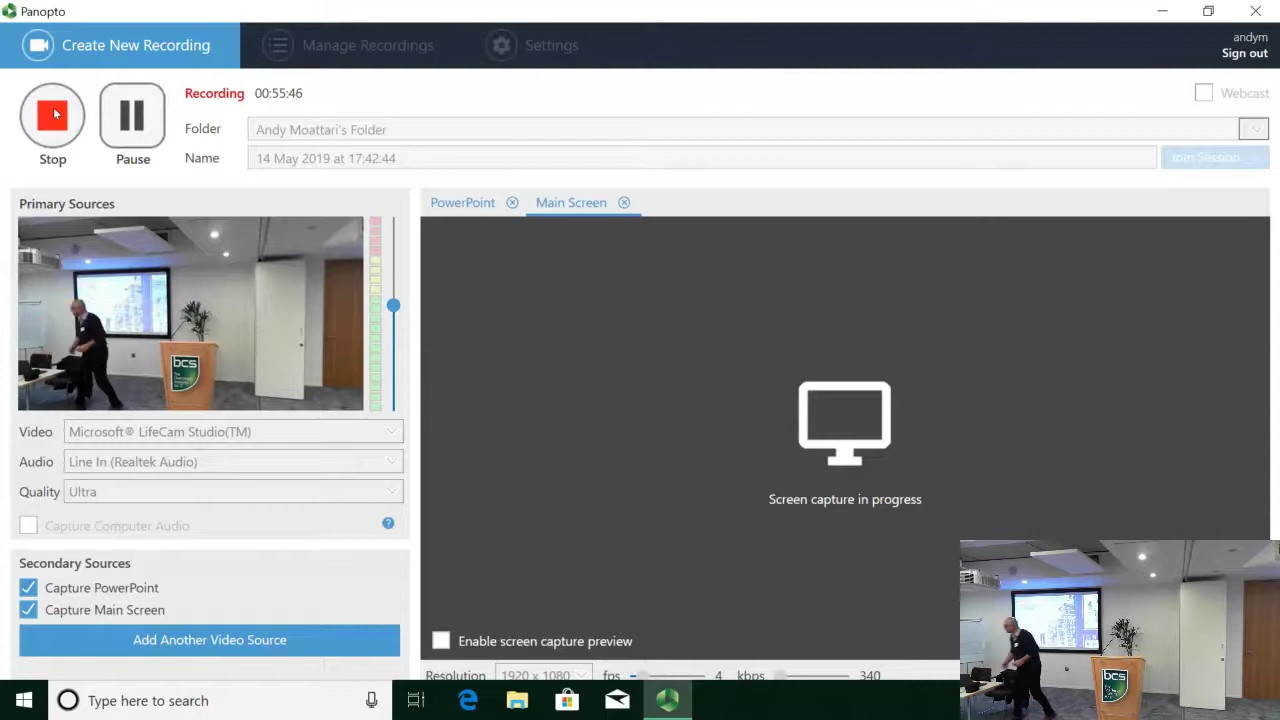 Panopto
Create New Recording
Manage Recordings
Settings
andym
Sign out
Recording 00:55:46
Webcast
Folder
Andy Moattari's Folder
Name
14 May 2019 at 17:42:44
Join Session
Stop
Pause
Primary Sources
PowerPoint
Main Screen
bcs
Video
Microsoft® LifeCam Studio(TM)
Audio
Line In (Realtek Audio)
Quality
Ultra
Capture Computer Audio
?
Screen capture in progress
Secondary Sources
Capture PowerPoint
Capture Main Screen
Add Another Video Source
Enable screen capture preview
Resolution 1920 x 1080 fps 4 kbps 340
bcs
Type here to search